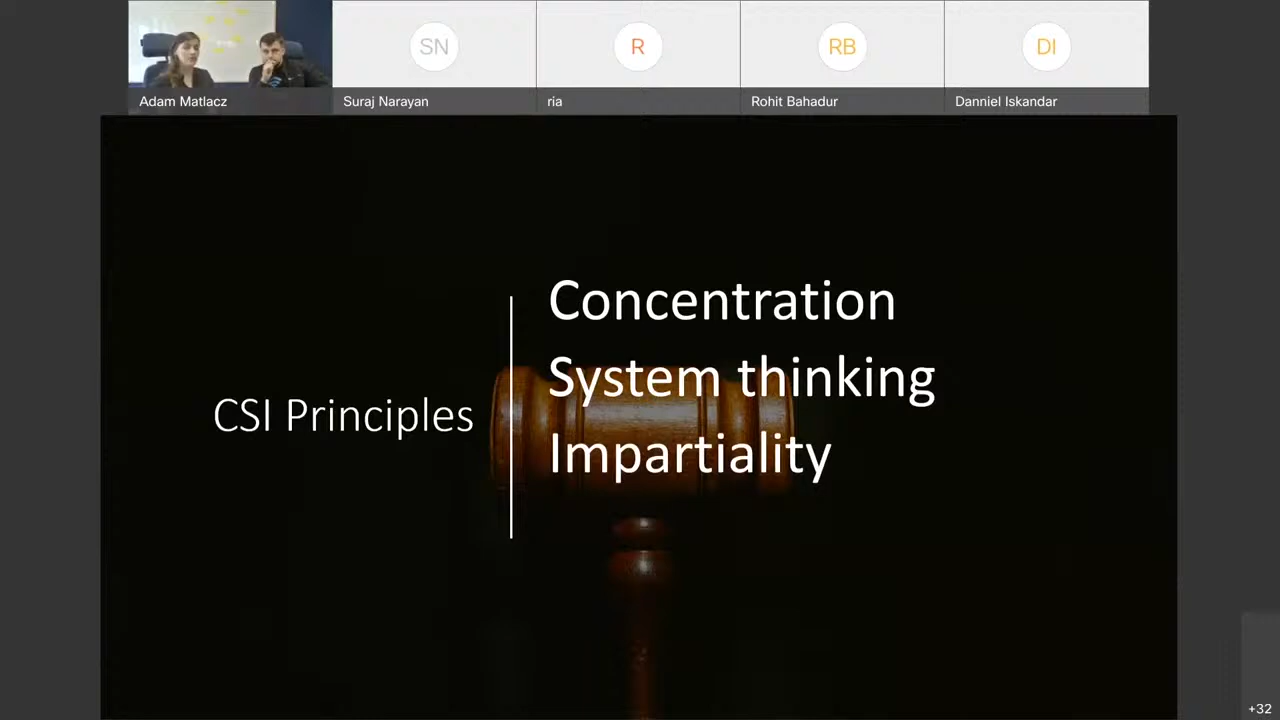 SN
R
RB
DI
Adam Matlacz
Suraj Narayan
ria
Rohit Bahadur
Danniel Iskandar
CSI Principles
Concentration
System thinking
Impartiality
+32